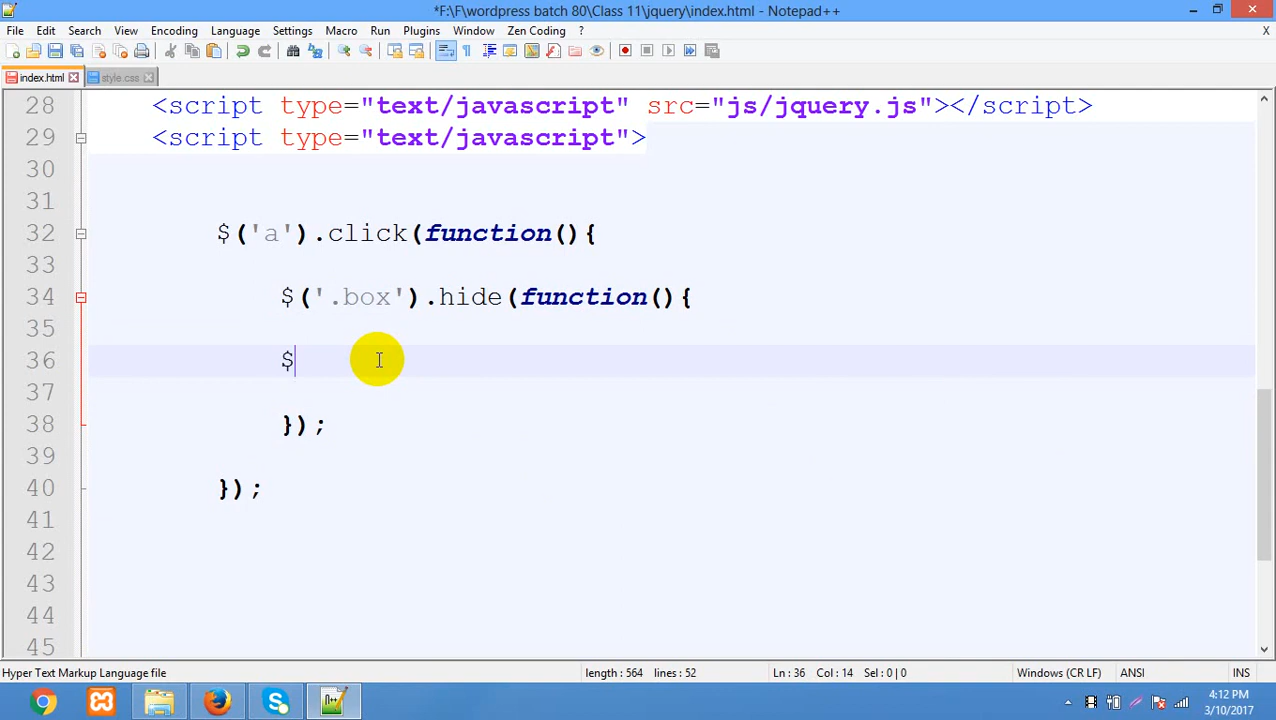 *F:\F\wordpress batch 80\Class 11\jquery\index.html - Notepad++
File Edit Search View Encoding Language Settings Macro Run Plugins Window Zen Coding ? X
index.html style.css
28 <script type="text/javascript" src="js/jquery.js"></script>
29 <script type="text/javascript">
30
31
32 $('a').click(function(){
33
34 $('.box').hide(function(){
35
36 $
37
38 });
39
40 });
41
42
43
44
45
Hyper Text Markup Language file length : 564 lines : 52 Ln : 36 Col : 14 Sel : 0 | 0 Windows (CR LF) ANSI INS
4:12 PM
3/10/2017